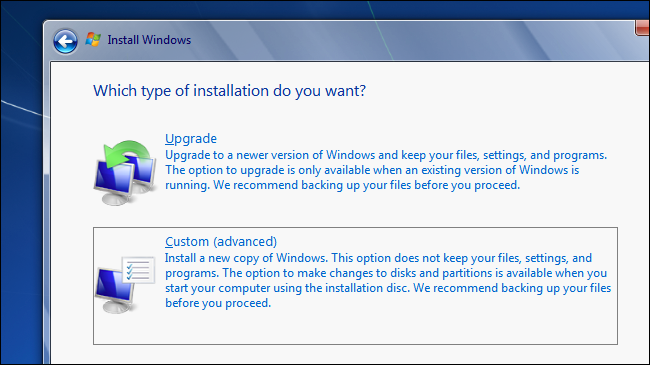 Install Windows
Which type of installation do you want?
Upgrade
Upgrade to a newer version of Windows and keep your files, settings, and programs.
The option to upgrade is only available when an existing version of Windows is
running. We recommend backing up your files before you proceed.
Custom (advanced)
Install a new copy of Windows. This option does not keep your files, settings, and
programs. The option to make changes to disks and partitions is available when you
start your computer using the installation disc. We recommend backing up your files
before you proceed.